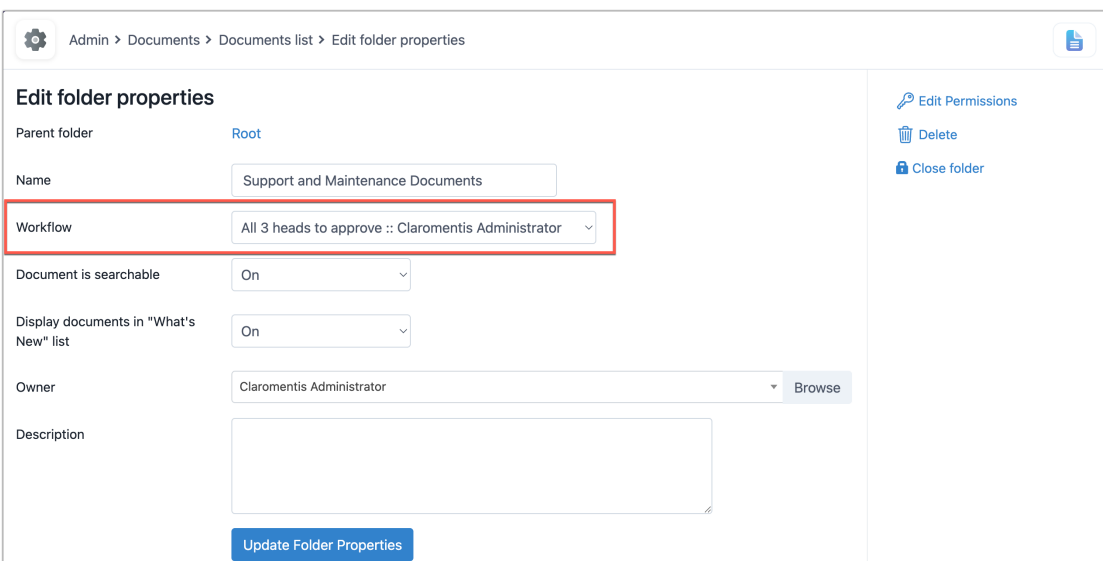 Admin > Documents > Documents list > Edit folder properties
Edit folder properties
Parent folder
Root
Name
Support and Maintenance Documents
Workflow
All 3 heads to approve :: Claromentis Administrator
Document is searchable
On
Display documents in "What's
New" list
On
Owner
Claromentis Administrator
Browse
Description
Update Folder Properties
Edit Permissions
Delete
Close folder